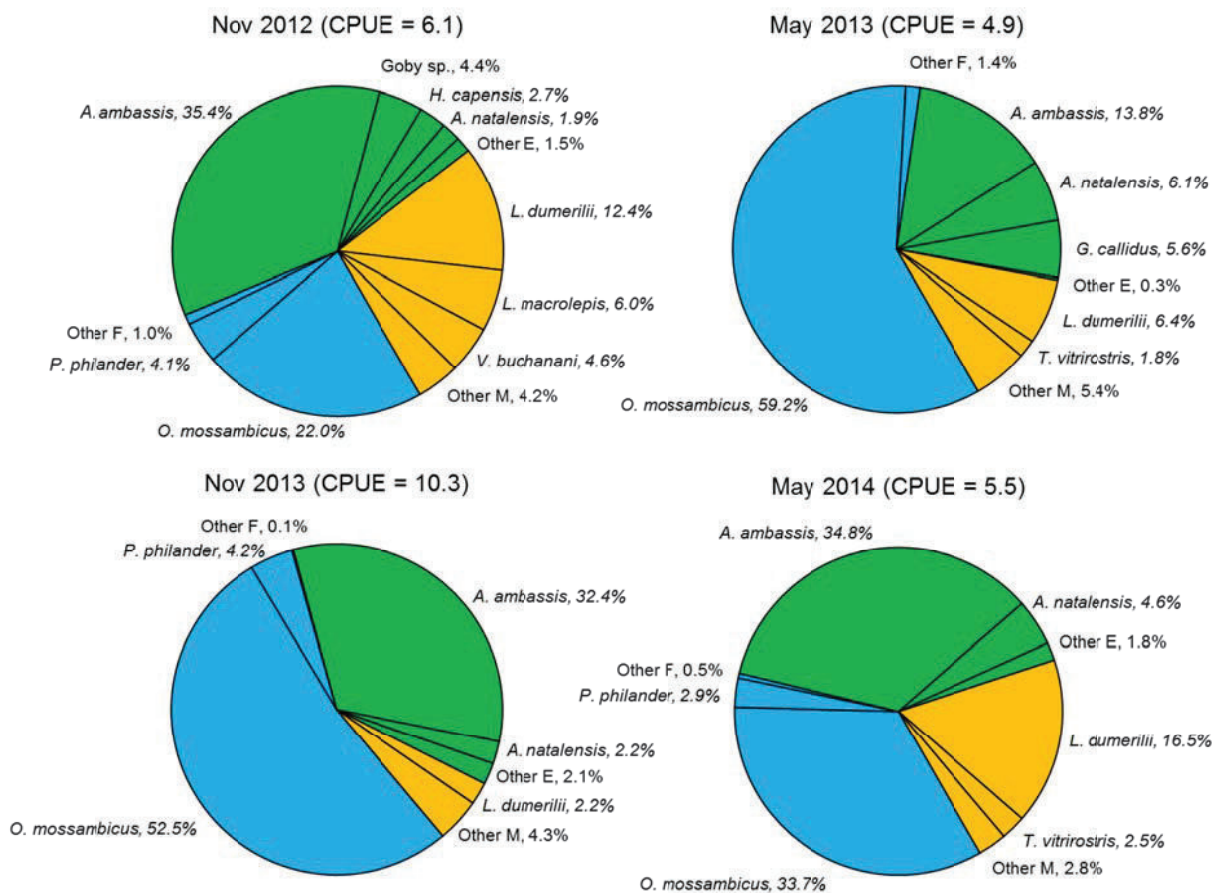 Nov 2012 (CPUE = 6.1)
Goby sp., 4.4%
H. capensis, 2.7%
A. natalensis, 1.9%
Other E, 1.5%
A. ambassis, 35.4%
L. dumerilii, 12.4%
L. macrolepis, 6.0%
V. buchanani, 4.6%
Other M, 4.2%
Other F, 1.0%
P. philander, 4.1%
O. mossambicus, 22.0%
May 2013 (CPUE = 4.9)
Other F, 1.4%
A. ambassis, 13.8%
A. natalensis, 6.1%
G. callidus, 5.6%
Other E, 0.3%
L. dumerilii, 6.4%
T. vitrirostris, 1.8%
Other M, 5.4%
O. mossambicus, 59.2%
Nov 2013 (CPUE = 10.3)
Other F, 0.1%
P. philander, 4.2%
A. ambassis, 32.4%
A. natalensis, 2.2%
Other E, 2.1%
L. dumerilii, 2.2%
Other M, 4.3%
O. mossambicus, 52.5%
May 2014 (CPUE = 5.5)
A. ambassis, 34.8%
A. natalensis, 4.6%
Other E, 1.8%
Other F, 0.5%
P. philander, 2.9%
L. dumerilii, 16.5%
T. vitrirostris, 2.5%
Other M, 2.8%
O. mossambicus, 33.7%